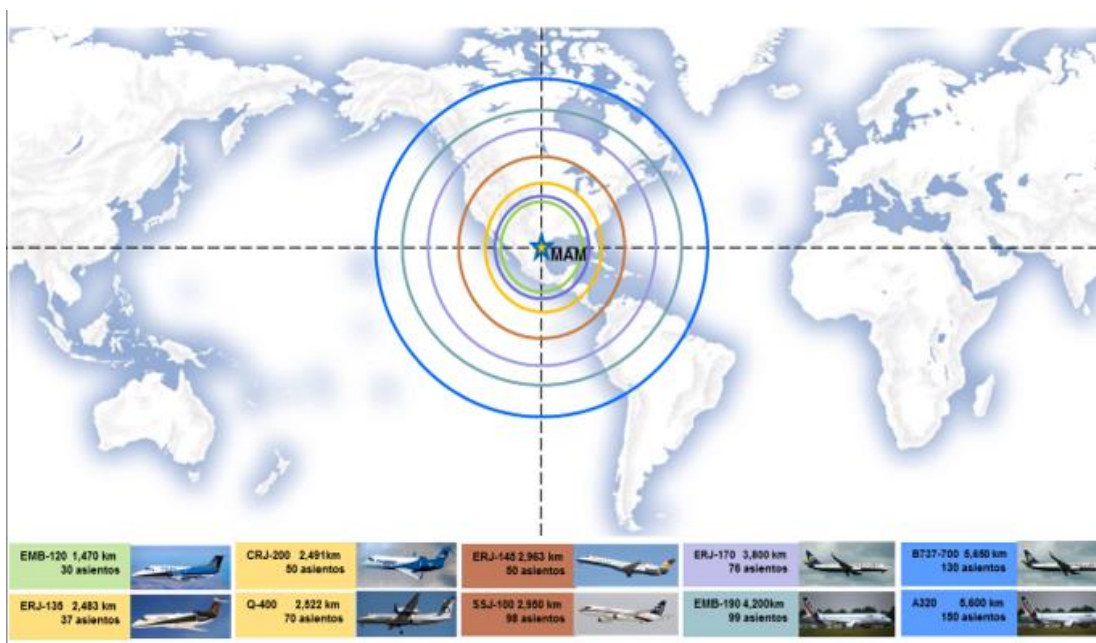 MAM
EMB-120 1,470 km
30 asientos
CRJ-200 2,491km
50 asientos
ERJ-145 2,963 km
50 asientos
ERJ-170 3,800 km
76 asientos
B737-700 5,650 km
130 asientos
ERJ-135 2,483 km
37 asientos
Q-400 2,522 km
70 asientos
SSJ-100 2,950 km
98 asientos
EMB-190 4,200km
99 asientos
A320 5,600 km
150 asientos